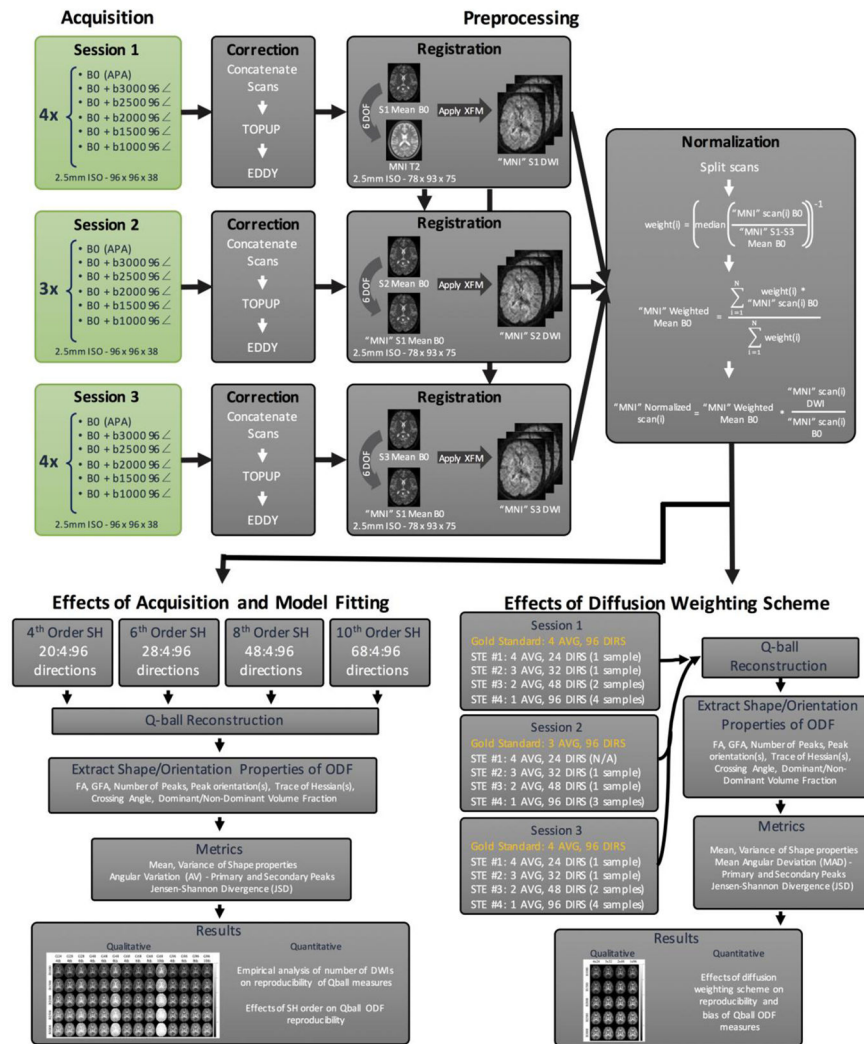 Acquisition
Preprocessing
Session 1
4x
• B0 (APA)
• B0 + b3000 96 ∠
• B0 + b2500 96 ∠
• B0 + b2000 96 ∠
• B0 + b1500 96 ∠
• B0 + b1000 96 ∠
2.5mm ISO - 96 x 96 x 38
Correction
Concatenate
Scans
TOPUP
EDDY
Registration
6 DOF
S1 Mean B0
Apply XFM
MNI T2
"MNI" S1 DWI
2.5mm ISO - 78 x 93 x 75
Session 2
3x
• B0 (APA)
• B0 + b3000 96 ∠
• B0 + b2500 96 ∠
• B0 + b2000 96 ∠
• B0 + b1500 96 ∠
• B0 + b1000 96 ∠
2.5mm ISO - 96 x 96 x 38
Correction
Concatenate
Scans
TOPUP
EDDY
Registration
6 DOF
S2 Mean B0
Apply XFM
"MNI" S1 Mean B0
"MNI" S2 DWI
2.5mm ISO - 78 x 93 x 75
Session 3
4x
• B0 (APA)
• B0 + b3000 96 ∠
• B0 + b2500 96 ∠
• B0 + b2000 96 ∠
• B0 + b1500 96 ∠
• B0 + b1000 96 ∠
2.5mm ISO - 96 x 96 x 38
Correction
Concatenate
Scans
TOPUP
EDDY
Registration
6 DOF
S3 Mean B0
Apply XFM
"MNI" S1 Mean B0
"MNI" S3 DWI
2.5mm ISO - 78 x 93 x 75
Normalization
Split scans
weight(i) = (median("MNI" scan(i) B0 / "MNI" S1-S3 Mean B0))-1
"MNI" Weighted Mean B0 = ∑ N i=1 weight(i) * "MNI" scan(i) B0 / ∑ N i=1 weight(i)
"MNI" Normalized scan(i) = "MNI" Weighted Mean B0 * "MNI" scan(i) DWI / "MNI" scan(i) B0
Effects of Acquisition and Model Fitting
4th Order SH
20:4:96
directions
6th Order SH
28:4:96
directions
8th Order SH
48:4:96
directions
10th Order SH
68:4:96
directions
Q-ball Reconstruction
Extract Shape/Orientation Properties of ODF
FA, GFA, Number of Peaks, Peak orientation(s), Trace of Hessian(s),
Crossing Angle, Dominant/Non-Dominant Volume Fraction
Metrics
Mean, Variance of Shape properties
Angular Variation (AV) - Primary and Secondary Peaks
Jensen-Shannon Divergence (JSD)
Results
Qualitative
Quantitative
Empirical analysis of number of DWIs
on reproducibility of Qball measures
Effects of SH order on Qball ODF
reproducibility
Effects of Diffusion Weighting Scheme
Session 1
Gold Standard: 4 AVG, 96 DIRS
STE #1: 4 AVG, 24 DIRS (1 sample)
STE #2: 3 AVG, 32 DIRS (1 sample)
STE #3: 2 AVG, 48 DIRS (2 samples)
STE #4: 1 AVG, 96 DIRS (4 samples)
Session 2
Gold Standard: 3 AVG, 96 DIRS
STE #1: 4 AVG, 24 DIRS (N/A)
STE #2: 3 AVG, 32 DIRS (1 sample)
STE #3: 2 AVG, 48 DIRS (1 sample)
STE #4: 1 AVG, 96 DIRS (3 samples)
Session 3
Gold Standard: 4 AVG, 96 DIRS
STE #1: 4 AVG, 24 DIRS (1 sample)
STE #2: 3 AVG, 32 DIRS (1 sample)
STE #3: 2 AVG, 48 DIRS (2 samples)
STE #4: 1 AVG, 96 DIRS (4 samples)
Q-ball
Reconstruction
Extract Shape/Orientation
Properties of ODF
FA, GFA, Number of Peaks, Peak
orientation(s), Trace of Hessian(s),
Crossing Angle, Dominant/Non-
Dominant Volume Fraction
Metrics
Mean, Variance of Shape properties
Mean Angular Deviation (MAD) -
Primary and Secondary Peaks
Jensen-Shannon Divergence (JSD)
Results
Qualitative
Quantitative
Effects of diffusion
weighting scheme on
reproducibility and
bias of Qball ODF
measures